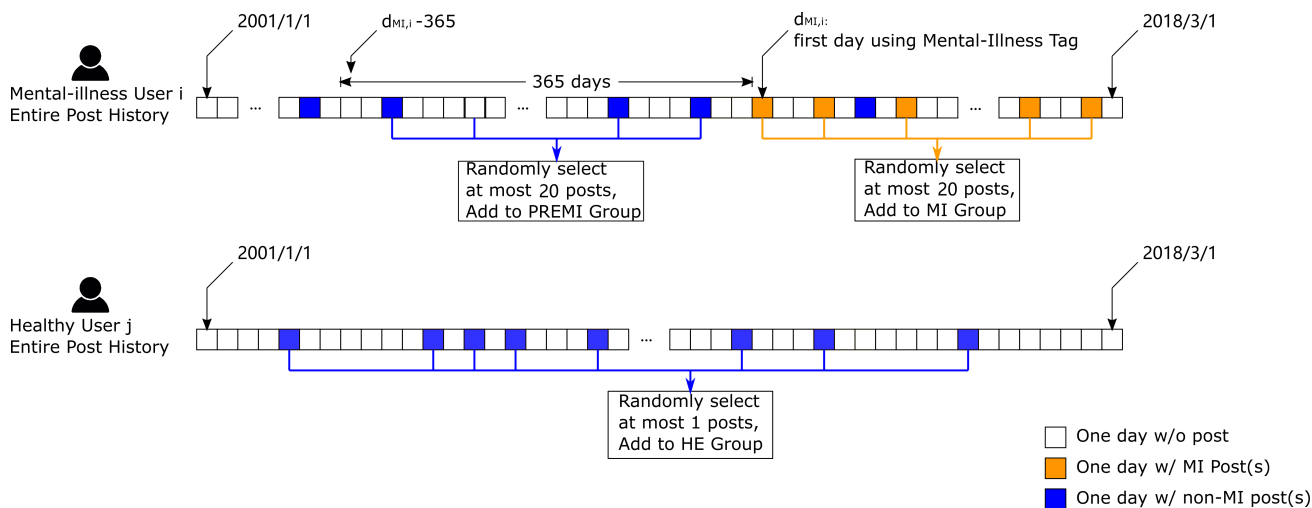 2001/1/1
dMI,i -365
dMI,i:
first day using Mental-Illness Tag
2018/3/1
365 days
Mental-illness User i
Entire Post History
...
...
...
Randomly select
at most 20 posts,
Add to PREMI Group
Randomly select
at most 20 posts,
Add to MI Group
2001/1/1
2018/3/1
Healthy User j
Entire Post History
...
Randomly select
at most 1 posts,
Add to HE Group
One day w/o post
One day w/ MI Post(s)
One day w/ non-MI post(s)